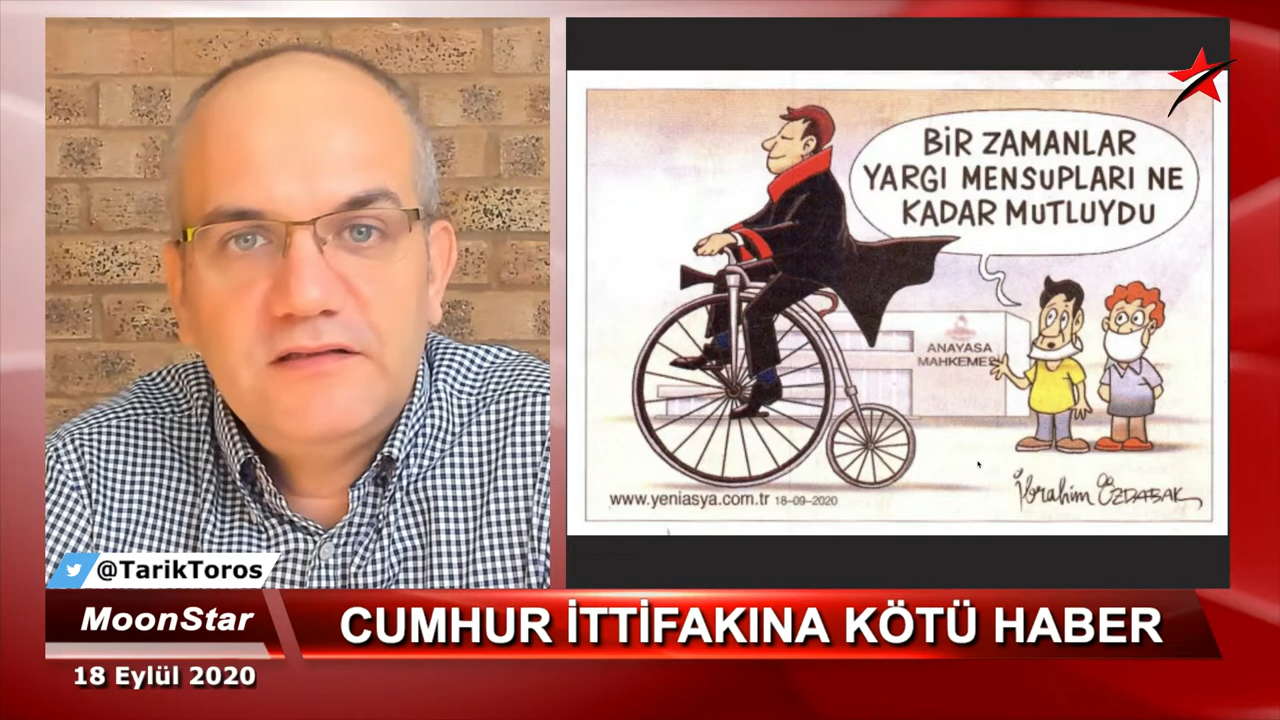 BİR ZAMANLAR
YARGI MENSUPLARI NE
KADAR MUTLUYDU
ANAYASA
MAHKEMESİ
www.yeniasya.com.tr 18-09-2020
İbrahim ÖZDABAK
@TarikToros
MoonStar
CUMHUR İTTİFAKINA KÖTÜ HABER
18 Eylül 2020